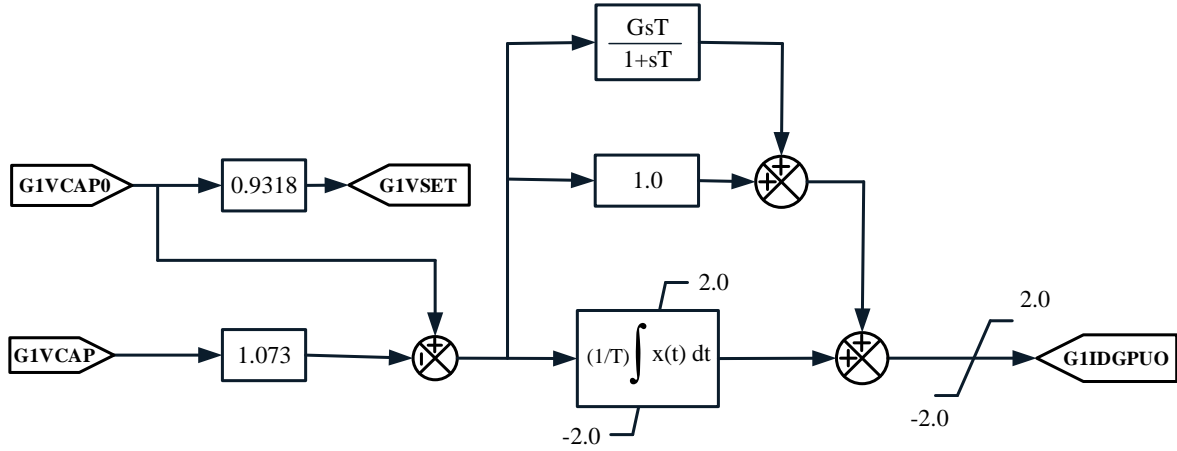 GsT
1+sT
G1VCAP0
0.9318
G1VSET
1.0
+
+
2.0
G1VCAP
1.073
+
-
(1/T) ∫ x(t) dt
-2.0
+
+
2.0
-2.0
G1IDGPUO